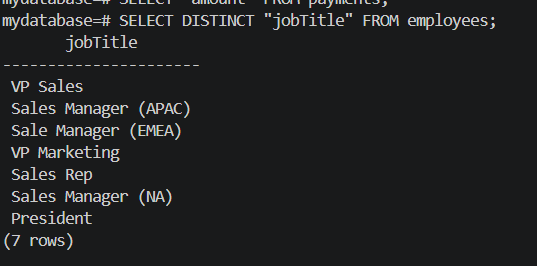 mydatabase=# SELECT "amount" FROM payments;
mydatabase=# SELECT DISTINCT "jobTitle" FROM employees;
jobTitle
----------------------
VP Sales
Sales Manager (APAC)
Sale Manager (EMEA)
VP Marketing
Sales Rep
Sales Manager (NA)
President
(7 rows)